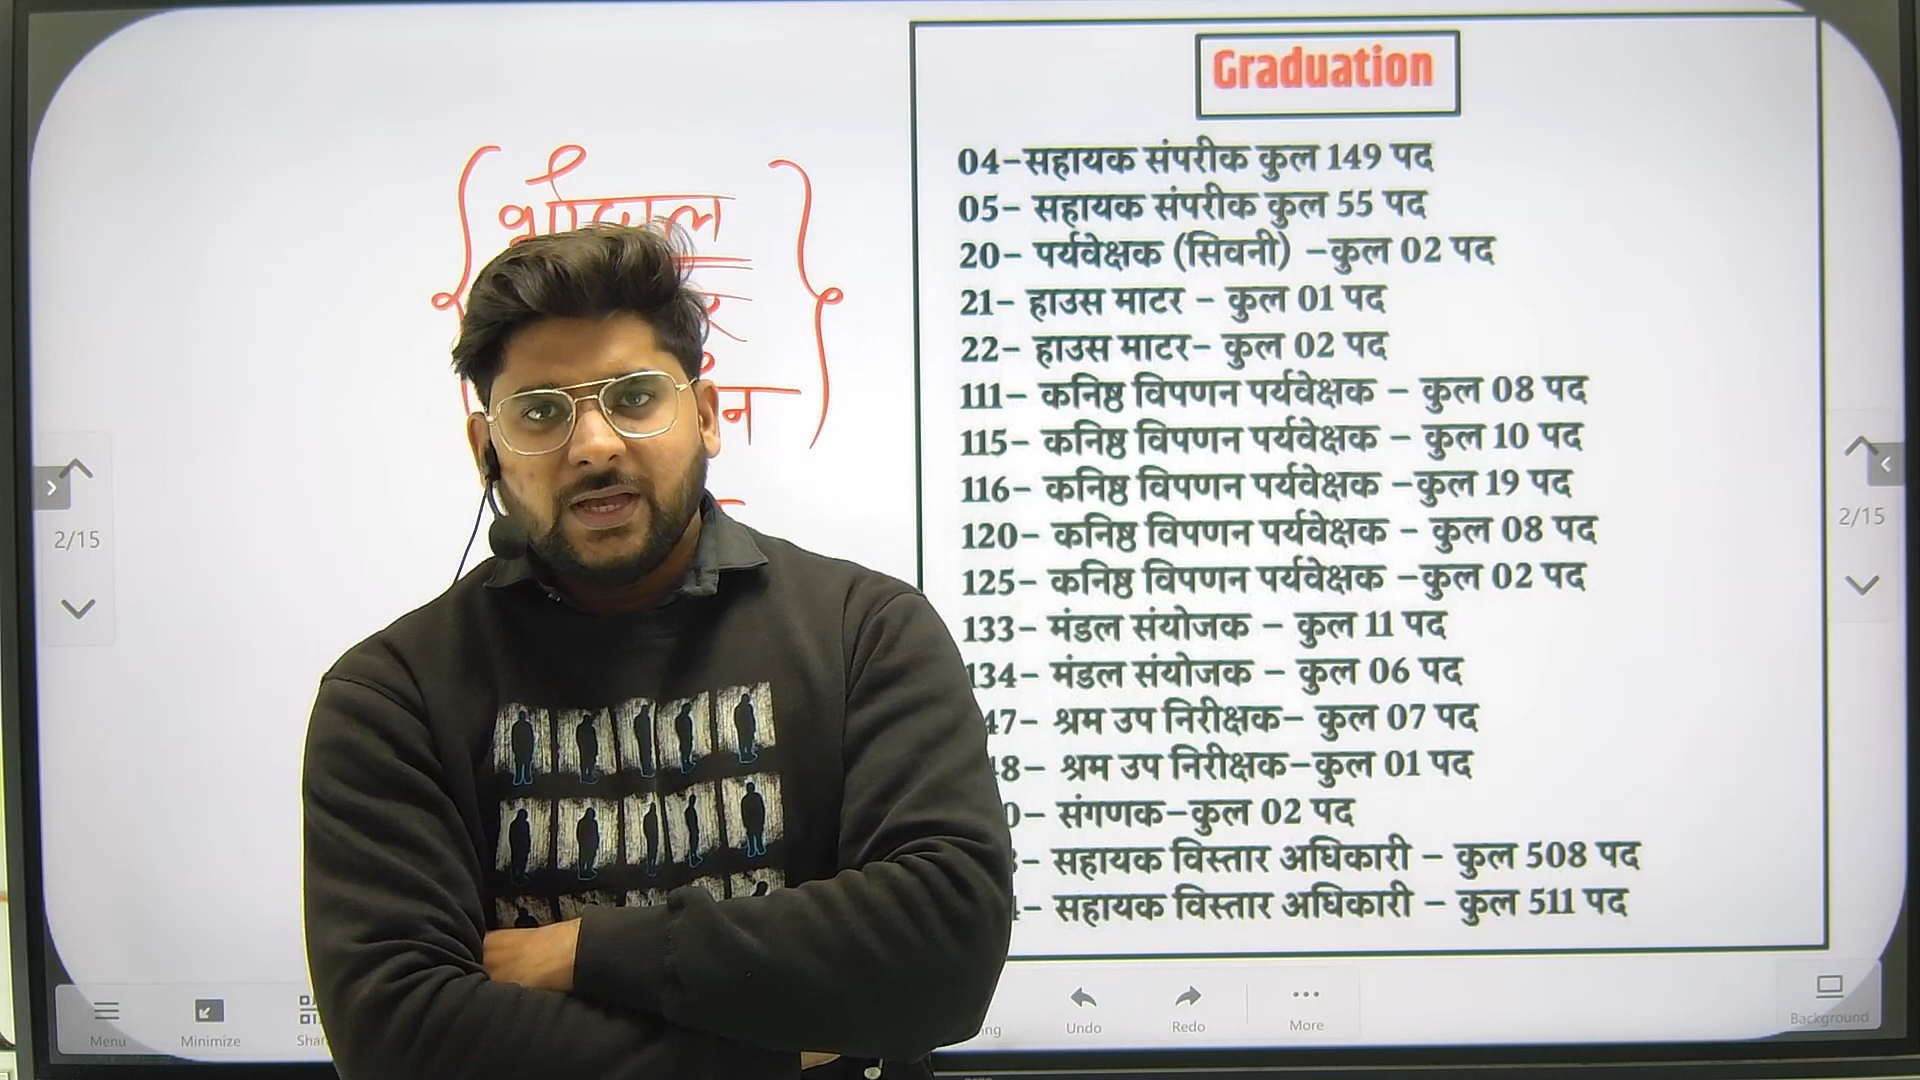 Graduation
04-सहायक संपरीक कुल 149 पद
05- सहायक संपरीक कुल 55 पद
20- पर्यवेक्षक (सिवनी) -कुल 02 पद
21- हाउस माटर - कुल 01 पद
22- हाउस माटर- कुल 02 पद
111- कनिष्ठ विपणन पर्यवेक्षक - कुल 08 पद
115- कनिष्ठ विपणन पर्यवेक्षक - कुल 10 पद
116- कनिष्ठ विपणन पर्यवेक्षक -कुल 19 पद
120- कनिष्ठ विपणन पर्यवेक्षक - कुल 08 पद
125- कनिष्ठ विपणन पर्यवेक्षक -कुल 02 पद
133- मंडल संयोजक - कुल 11 पद
134- मंडल संयोजक - कुल 06 पद
47- श्रम उप निरीक्षक- कुल 07 पद
8- श्रम उप निरीक्षक-कुल 01 पद
0- संगणक-कुल 02 पद
- सहायक विस्तार अधिकारी - कुल 508 पद
- सहायक विस्तार अधिकारी - कुल 511 पद
2/15
2/15
Menu
Minimize
Undo
Redo
More
Background